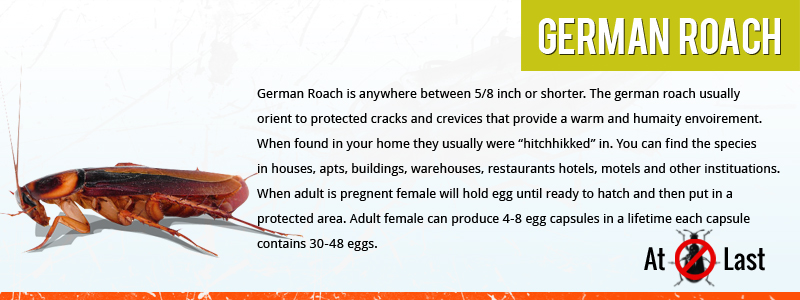 GERMAN ROACH
German Roach is anywhere between 5/8 inch or shorter. The german roach usually
orient to protected cracks and crevices that provide a warm and humaity envoirement.
When found in your home they usually were “hitchhikked” in. You can find the species
in houses, apts, buildings, warehouses, restaurants hotels, motels and other instituations.
When adult is pregnent female will hold egg until ready to hatch and then put in a
protected area. Adult female can produce 4-8 egg capsules in a lifetime each capsule
contains 30-48 eggs.
At Last